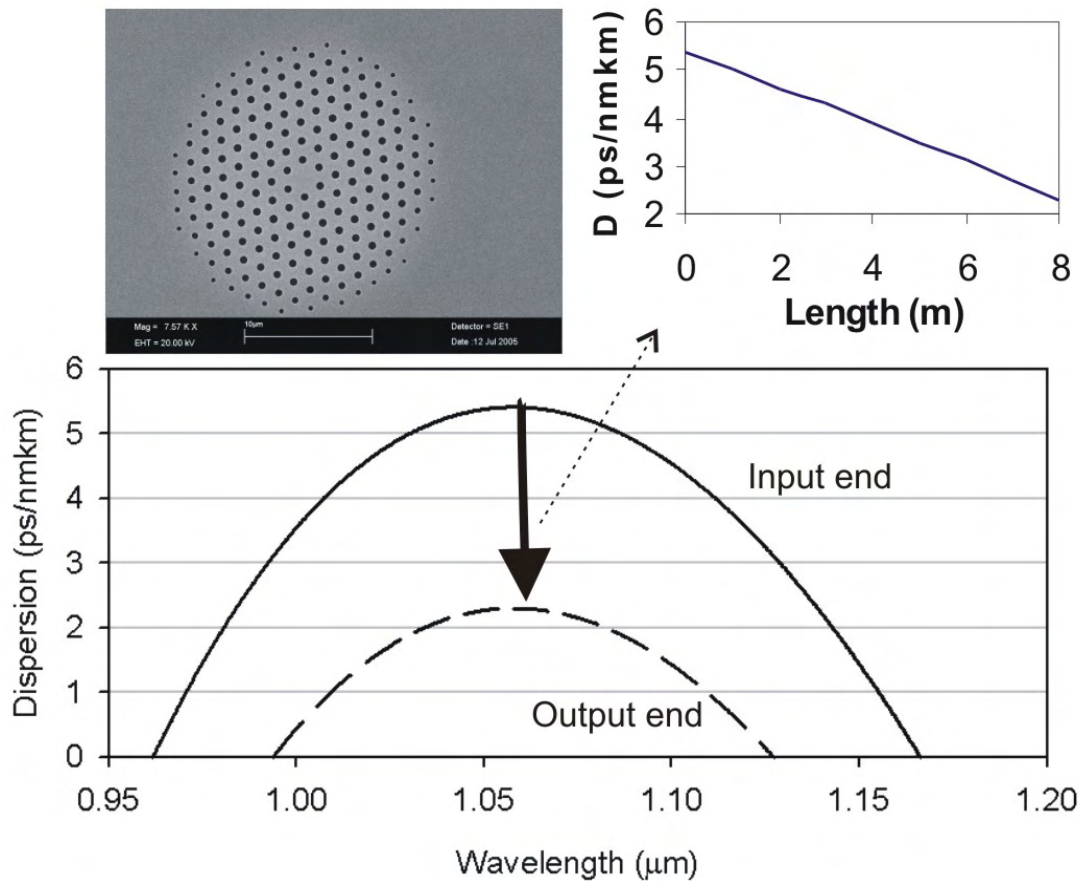 Mag = 7.57 K X
10µm
Detector = SE1
EHT = 20.00 kV
Date :12 Jul 2005
D (ps/nmkm)
6
5
4
3
2
0 2 4 6 8
Length (m)
Dispersion (ps/nmkm)
6
5
4
3
2
1
0
Input end
Output end
0.95 1.00 1.05 1.10 1.15 1.20
Wavelength (µm)